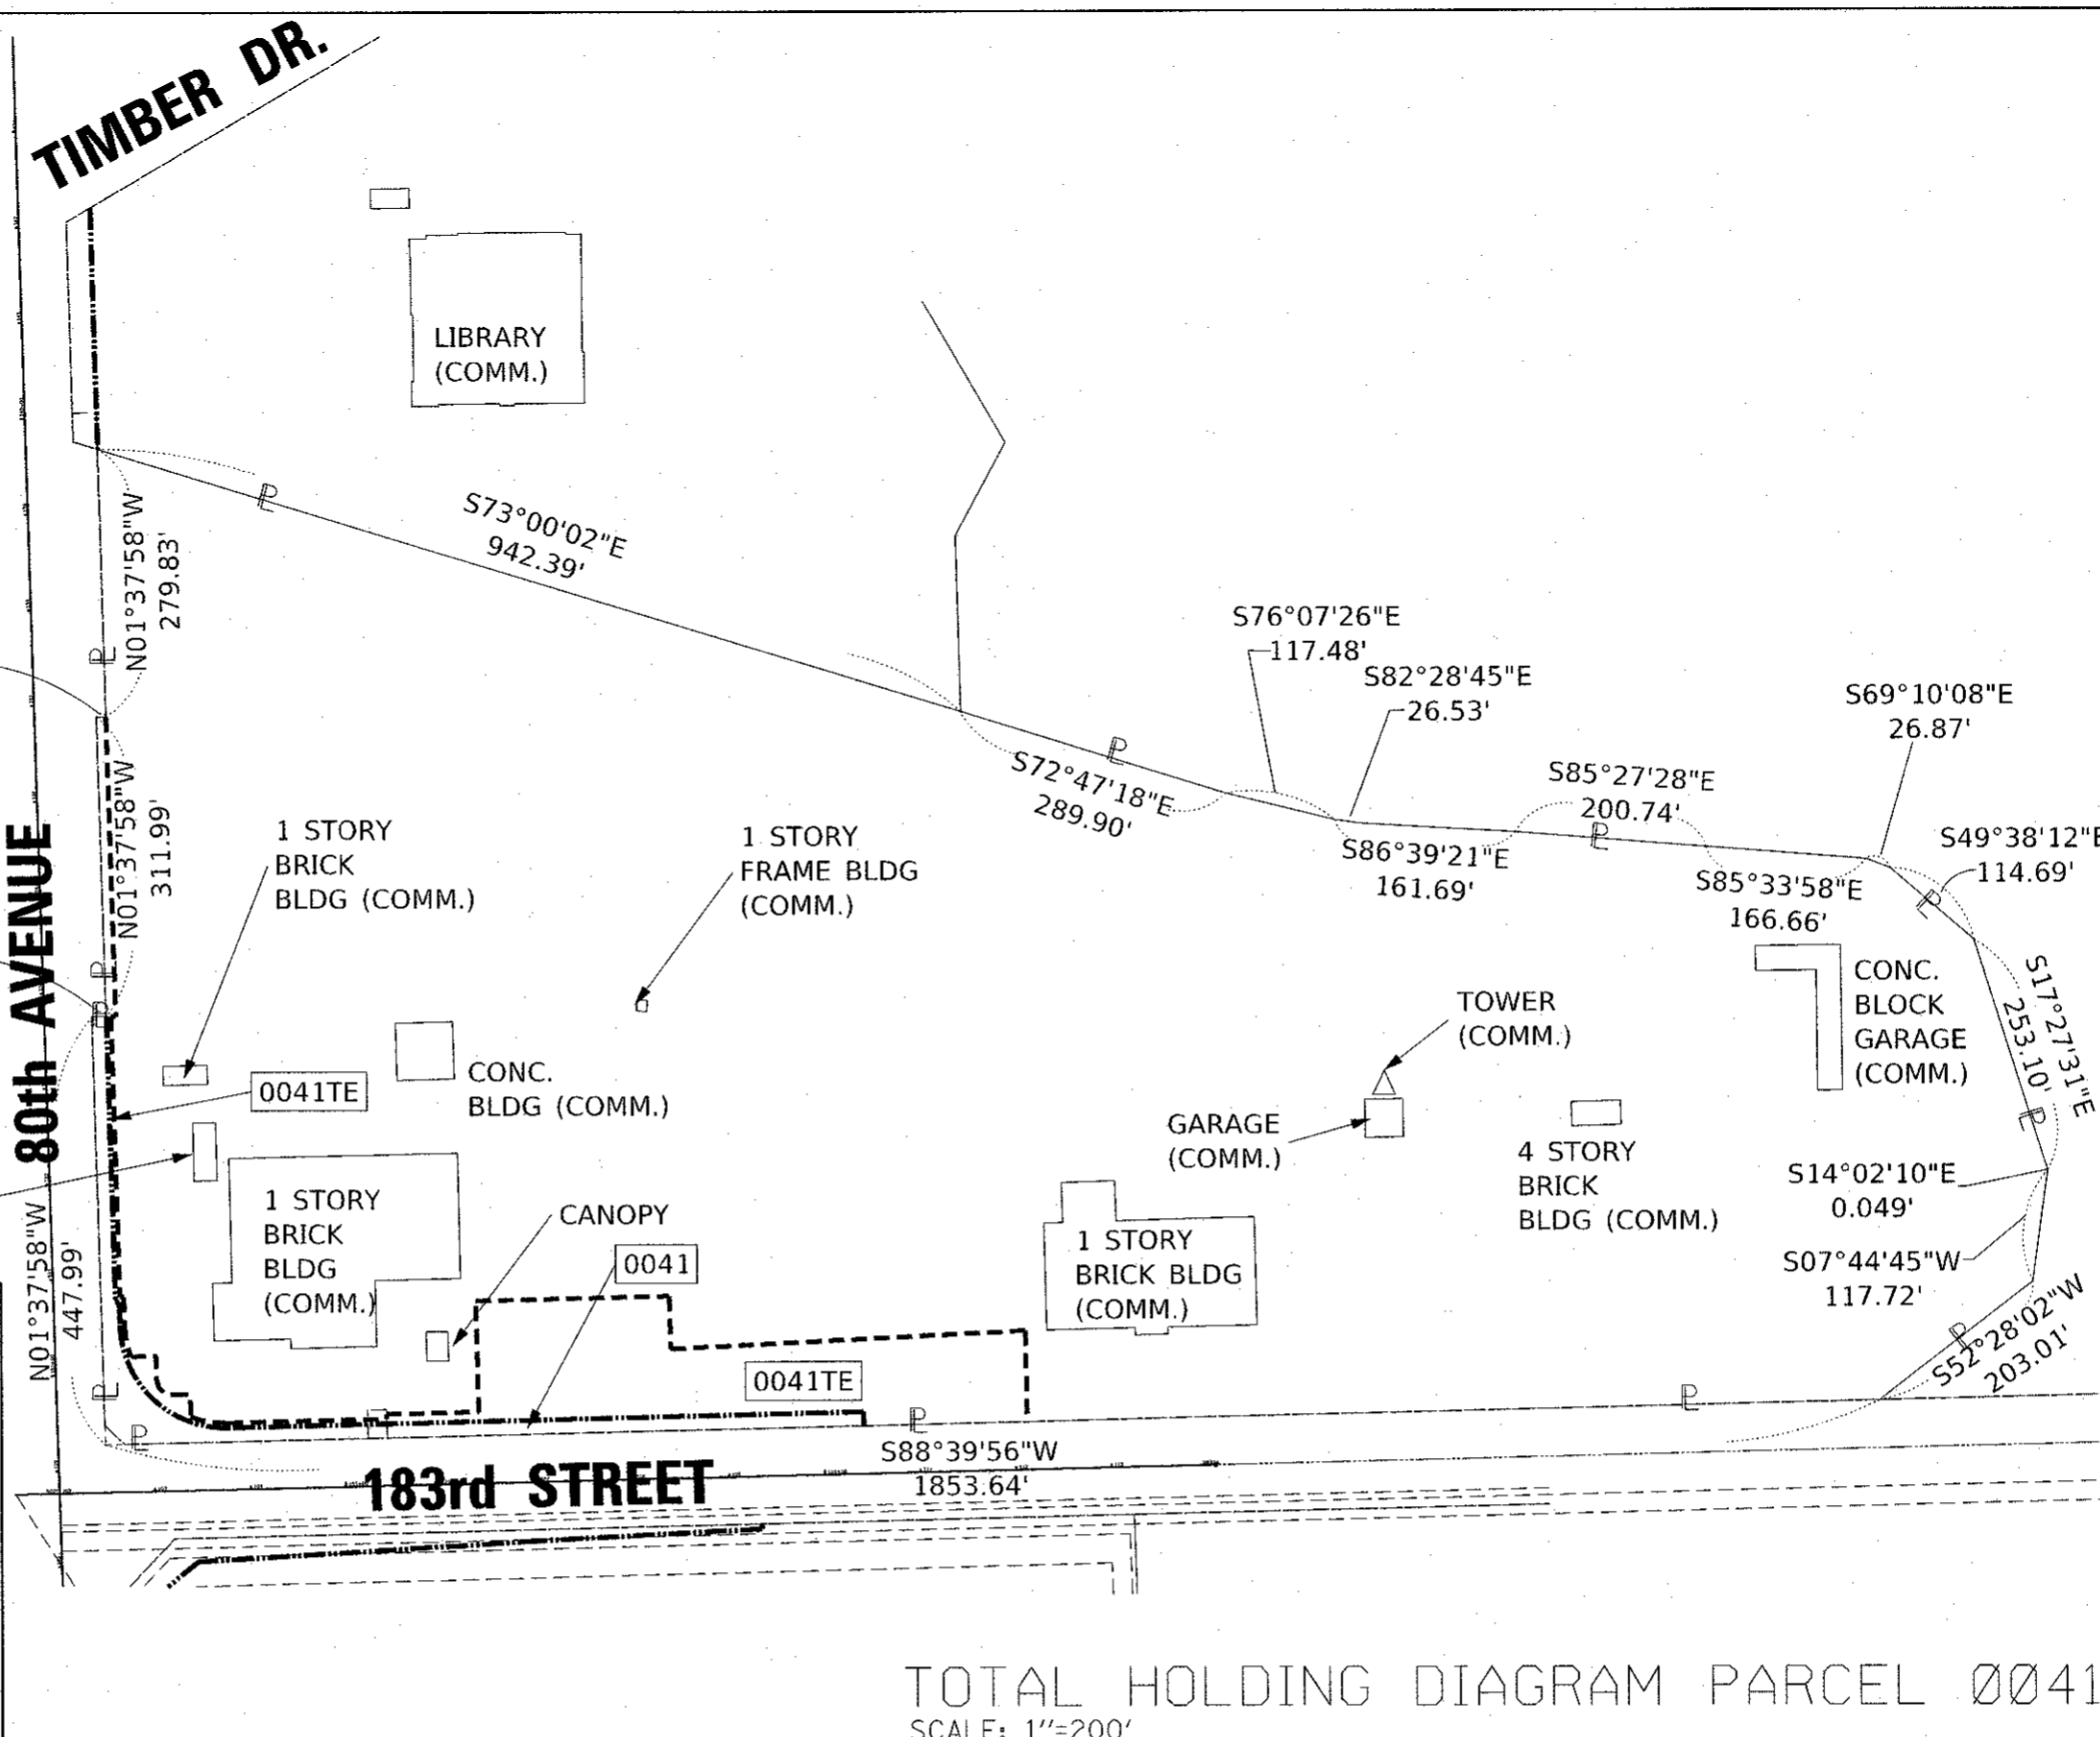 TIMBER DR.
LIBRARY
(COMM.)
S73°00'02"E
942.39'
N01°37'58"W
279.83'
S76°07'26"E
117.48'
S82°28'45"E
26.53'
S69°10'08"E
26.87'
S72°47'18"E
289.90'
S85°27'28"E
200.74'
S86°39'21"E
161.69'
S85°33'58"E
166.66'
S49°38'12"E
114.69'
80th AVENUE
N01°37'58"W
311.99'
1 STORY
BRICK
BLDG (COMM.)
1 STORY
FRAME BLDG
(COMM.)
CONC.
BLOCK
GARAGE
(COMM.)
S17°27'31"E
253.10'
TOWER
(COMM.)
0041TE
CONC.
BLDG (COMM.)
GARAGE
(COMM.)
4 STORY
BRICK
BLDG (COMM.)
S14°02'10"E
0.049'
1 STORY
BRICK
BLDG
(COMM.)
CANOPY
0041
1 STORY
BRICK BLDG
(COMM.)
S07°44'45"W
117.72'
N01°37'58"W
447.99'
0041TE
S52°28'02"W
203.01'
S88°39'56"W
1853.64'
183rd STREET
TOTAL HOLDING DIAGRAM PARCEL 0041
SCALE: 1"=200'